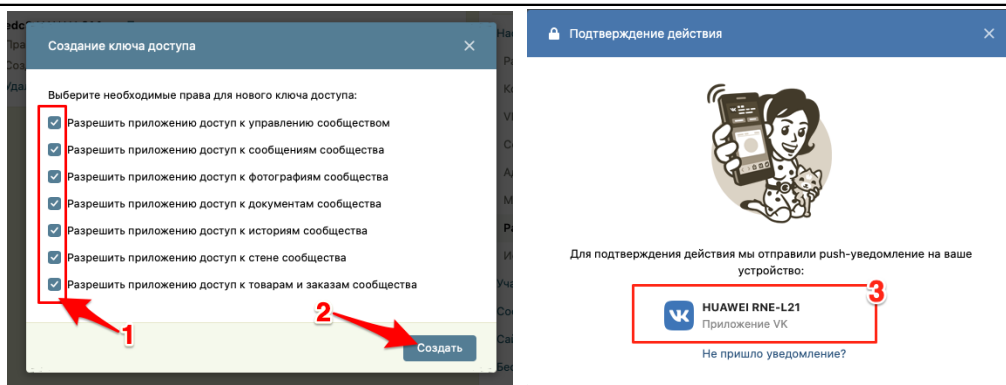 Создание ключа доступа
Выберите необходимые права для нового ключа доступа:
Разрешить приложению доступ к управлению сообществом
Разрешить приложению доступ к сообщениям сообщества
Разрешить приложению доступ к фотографиям сообщества
Разрешить приложению доступ к документам сообщества
Разрешить приложению доступ к историям сообщества
Разрешить приложению доступ к стене сообщества
Разрешить приложению доступ к товарам и заказам сообщества
1
2
Создать
Подтверждение действия
Для подтверждения действия мы отправили push-уведомление на ваше
устройство:
3
HUAWEI RNE-L21
Приложение VK
Не пришло уведомление?